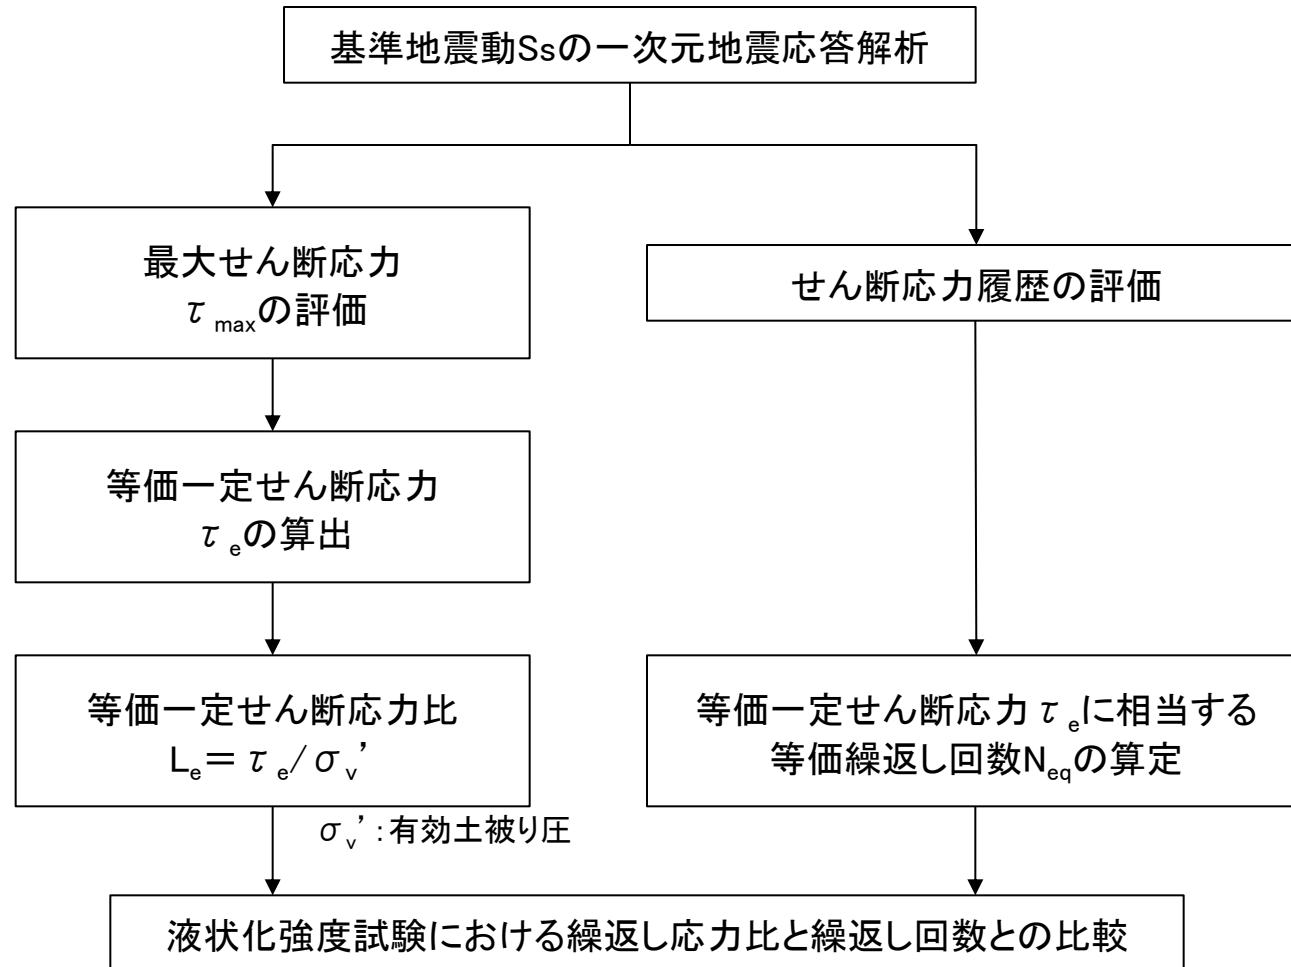 基準地震動Ssの一次元地震応答解析
最大せん断応力
τmaxの評価
せん断応力履歴の評価
等価一定せん断応力
τeの算出
等価一定せん断応力比
Le＝τe/σv’
等価一定せん断応力τeに相当する
等価繰返し回数Neqの算定
σv’：有効土被り圧
液状化強度試験における繰返し応力比と繰返し回数との比較